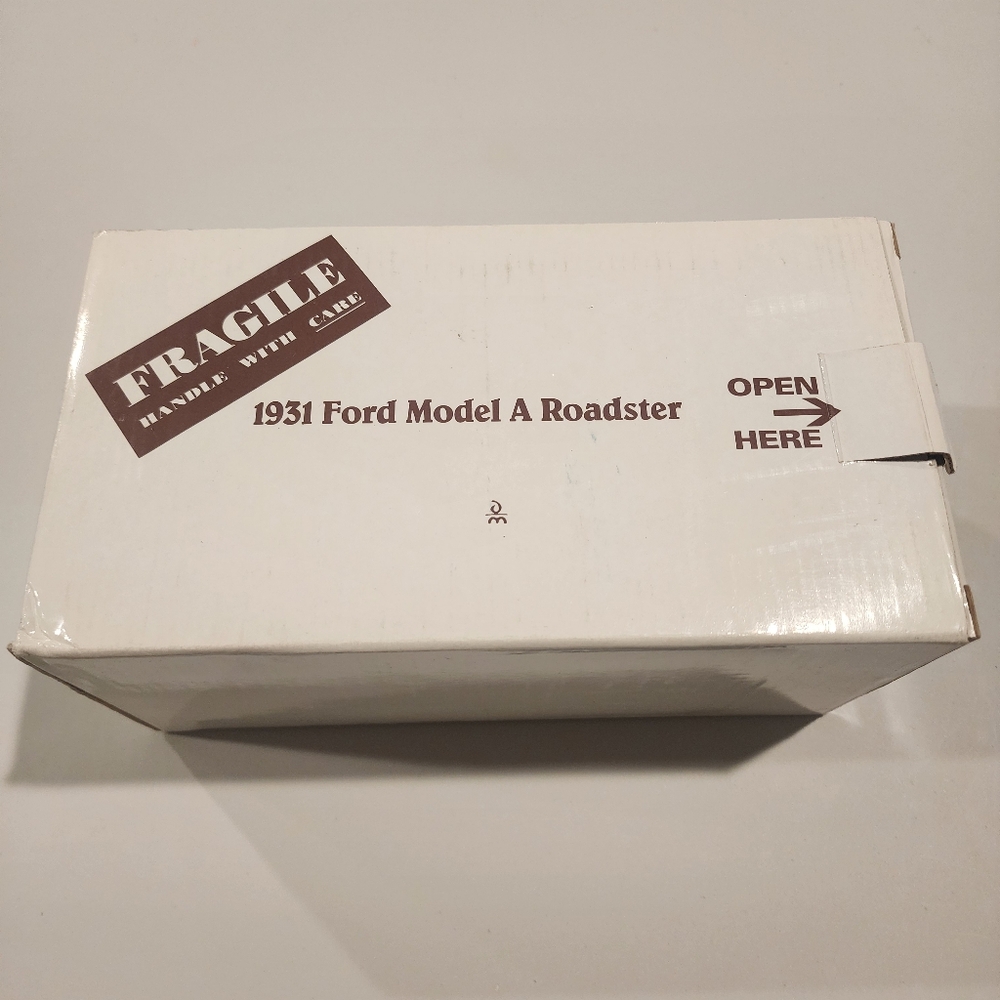 FRAGILE
HANDLE WITH CARE
1931 Ford Model A Roadster
OPEN
HERE